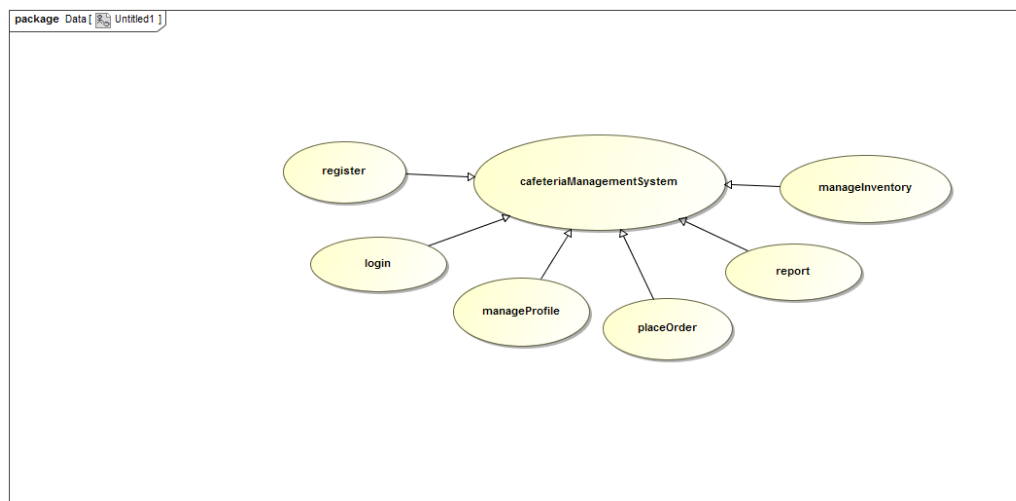 package Data [ Untitled1 ]
register
cafeteriaManagementSystem
manageInventory
login
report
manageProfile
placeOrder